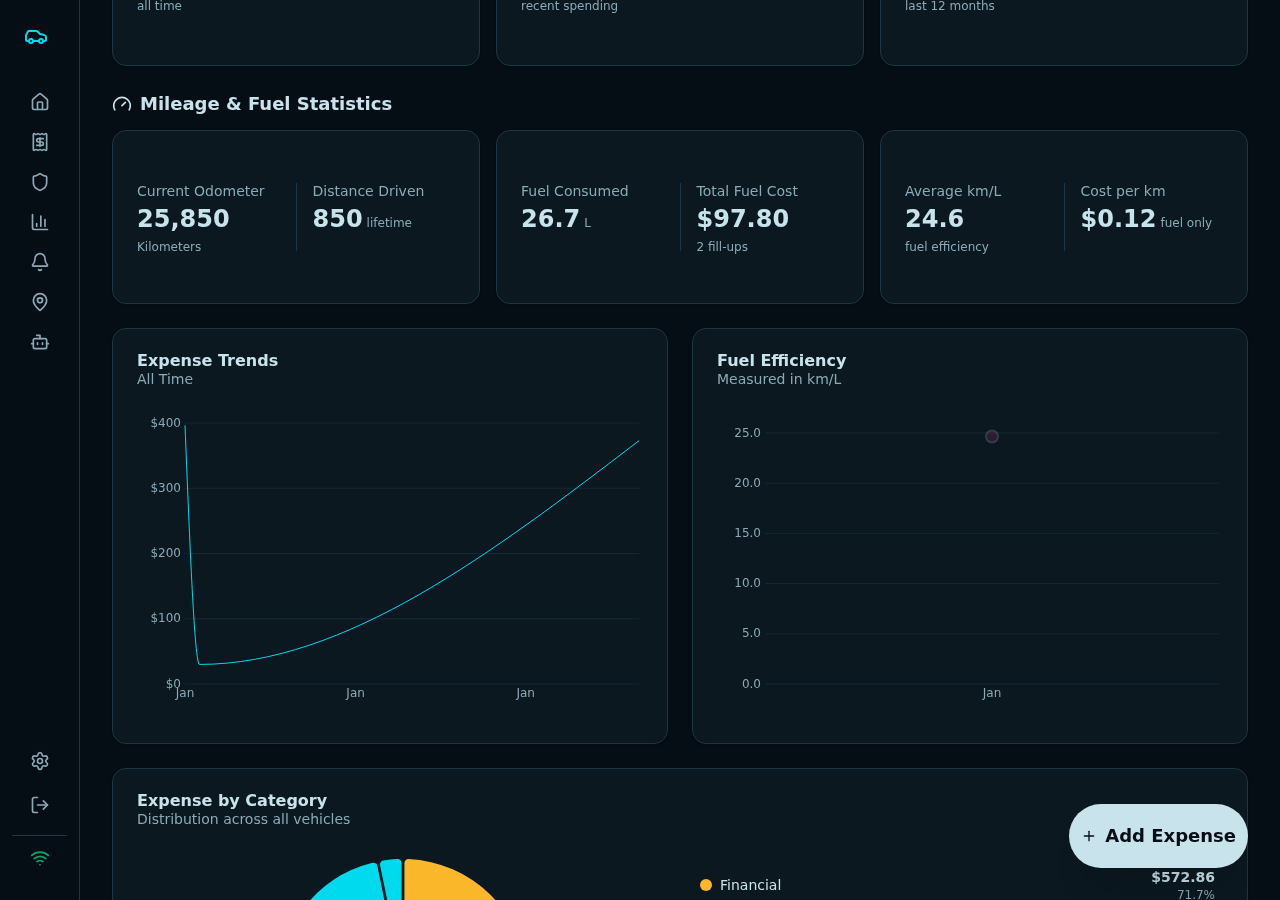 all time
recent spending
last 12 months
Mileage & Fuel Statistics
Current Odometer
25,850
Kilometers
Distance Driven
850 lifetime
Fuel Consumed
26.7 L
Total Fuel Cost
$97.80
2 fill-ups
Average km/L
24.6
fuel efficiency
Cost per km
$0.12 fuel only
Expense Trends
All Time
$400
$300
$200
$100
$0
Jan
Jan
Jan
Fuel Efficiency
Measured in km/L
25.0
20.0
15.0
10.0
5.0
0.0
Jan
Expense by Category
Distribution across all vehicles
Financial
$572.86
71.7%
+ Add Expense